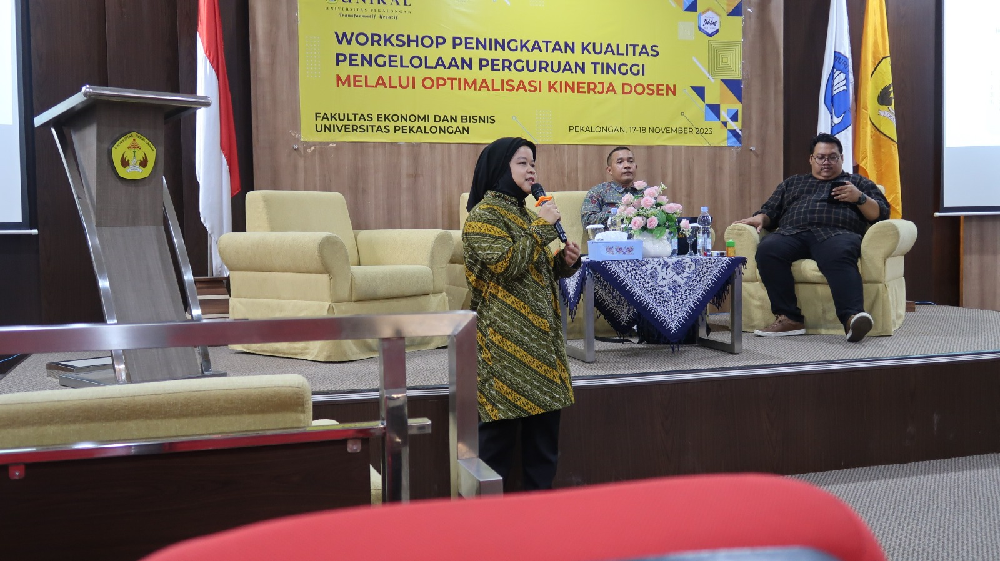 UNIKAL
UNIVERSITAS PEKALONGAN
Transformatif Kreatif
Ikhlas
WORKSHOP PENINGKATAN KUALITAS
PENGELOLAAN PERGURUAN TINGGI
MELALUI OPTIMALISASI KINERJA DOSEN
FAKULTAS EKONOMI DAN BISNIS
UNIVERSITAS PEKALONGAN
PEKALONGAN, 17-18 NOVEMBER 2023
UNIVERSITAS PEKALONGAN